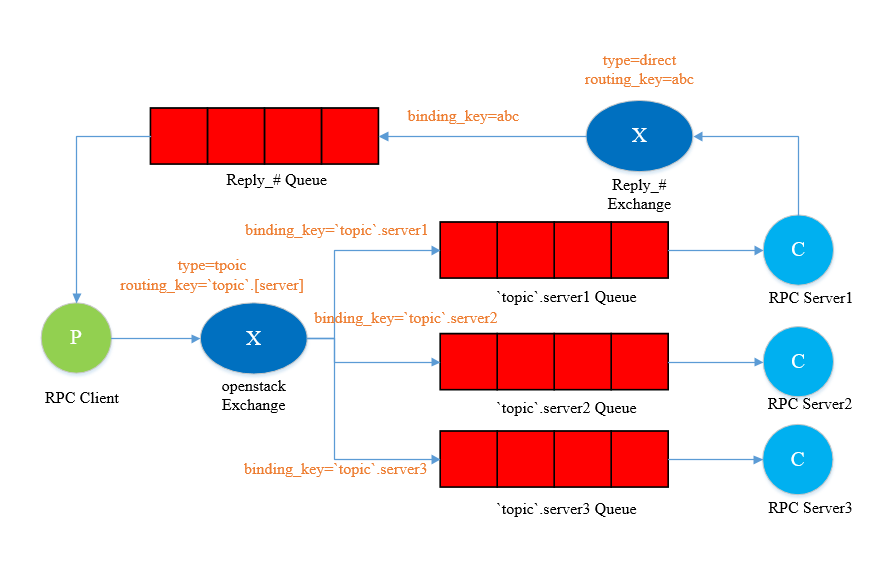 type=direct
routing_key=abc
binding_key=abc
X
Reply_# Queue
Reply_#
Exchange
binding_key=`topic`.server1
C
type=tpoic
routing_key=`topic`.[server]
`topic`.server1 Queue
RPC Server1
binding_key=`topic`.server2
P
X
C
RPC Client
openstack
Exchange
`topic`.server2 Queue
RPC Server2
binding_key=`topic`.server3
C
`topic`.server3 Queue
RPC Server3